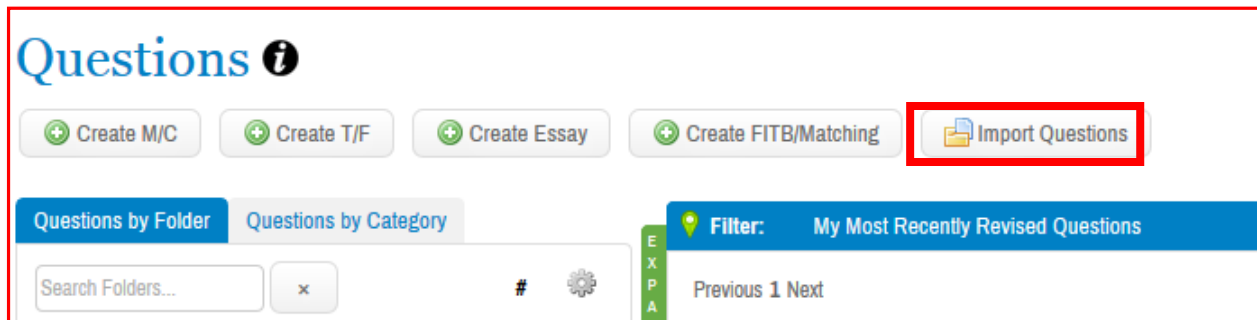 Questions i
Create M/C Create T/F Create Essay Create FITB/Matching Import Questions
Questions by Folder Questions by Category
Filter: My Most Recently Revised Questions
Search Folders... × #
Previous 1 Next
E
X
P
A